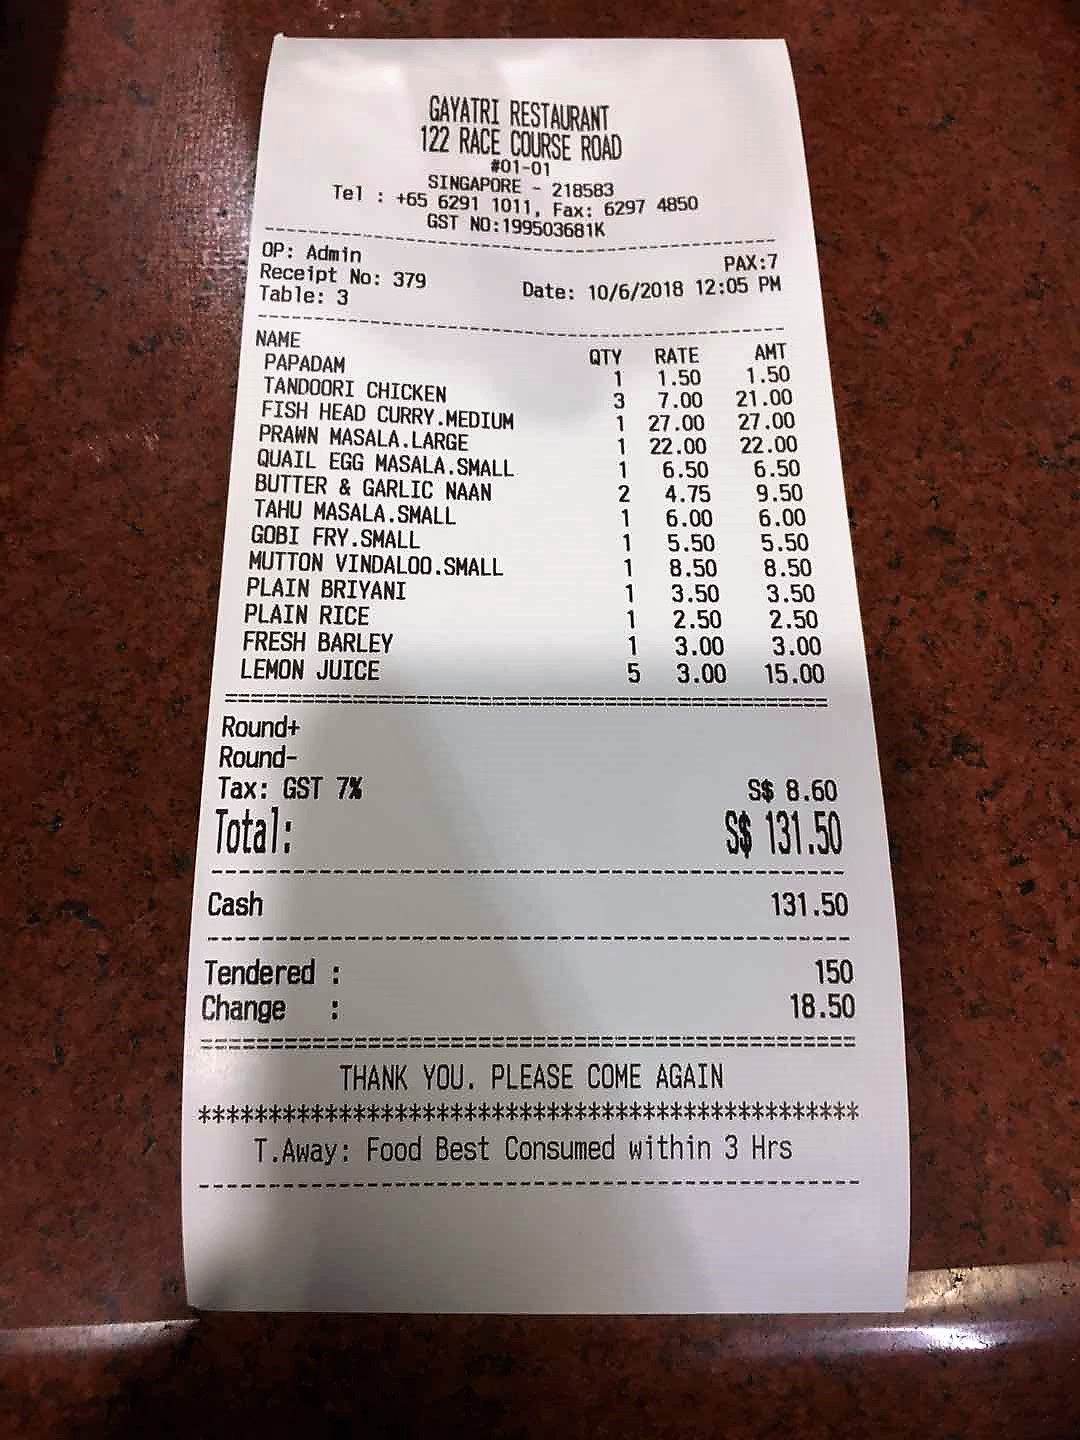 GAYATRI RESTAURANT
122 RACE COURSE ROAD
#01-01
SINGAPORE - 218583
Tel : +65 6291 1011, Fax: 6297 4850
GST NO:199503681K
OP: Admin PAX:7
Receipt No: 379 Date: 10/6/2018 12:05 PM
Table: 3
NAME QTY RATE AMT
PAPADAM 1 1.50 1.50
TANDOORI CHICKEN 3 7.00 21.00
FISH HEAD CURRY.MEDIUM 1 27.00 27.00
PRAWN MASALA.LARGE 1 22.00 22.00
QUAIL EGG MASALA.SMALL 1 6.50 6.50
BUTTER & GARLIC NAAN 2 4.75 9.50
TAHU MASALA.SMALL 1 6.00 6.00
GOBI FRY.SMALL 1 5.50 5.50
MUTTON VINDALOO.SMALL 1 8.50 8.50
PLAIN BRIYANI 1 3.50 3.50
PLAIN RICE 1 2.50 2.50
FRESH BARLEY 1 3.00 3.00
LEMON JUICE 5 3.00 15.00
Round+
Round-
Tax: GST 7% S$ 8.60
Total: S$ 131.50
Cash 131.50
Tendered : 150
Change : 18.50
THANK YOU. PLEASE COME AGAIN
***********************************************
T.Away: Food Best Consumed within 3 Hrs